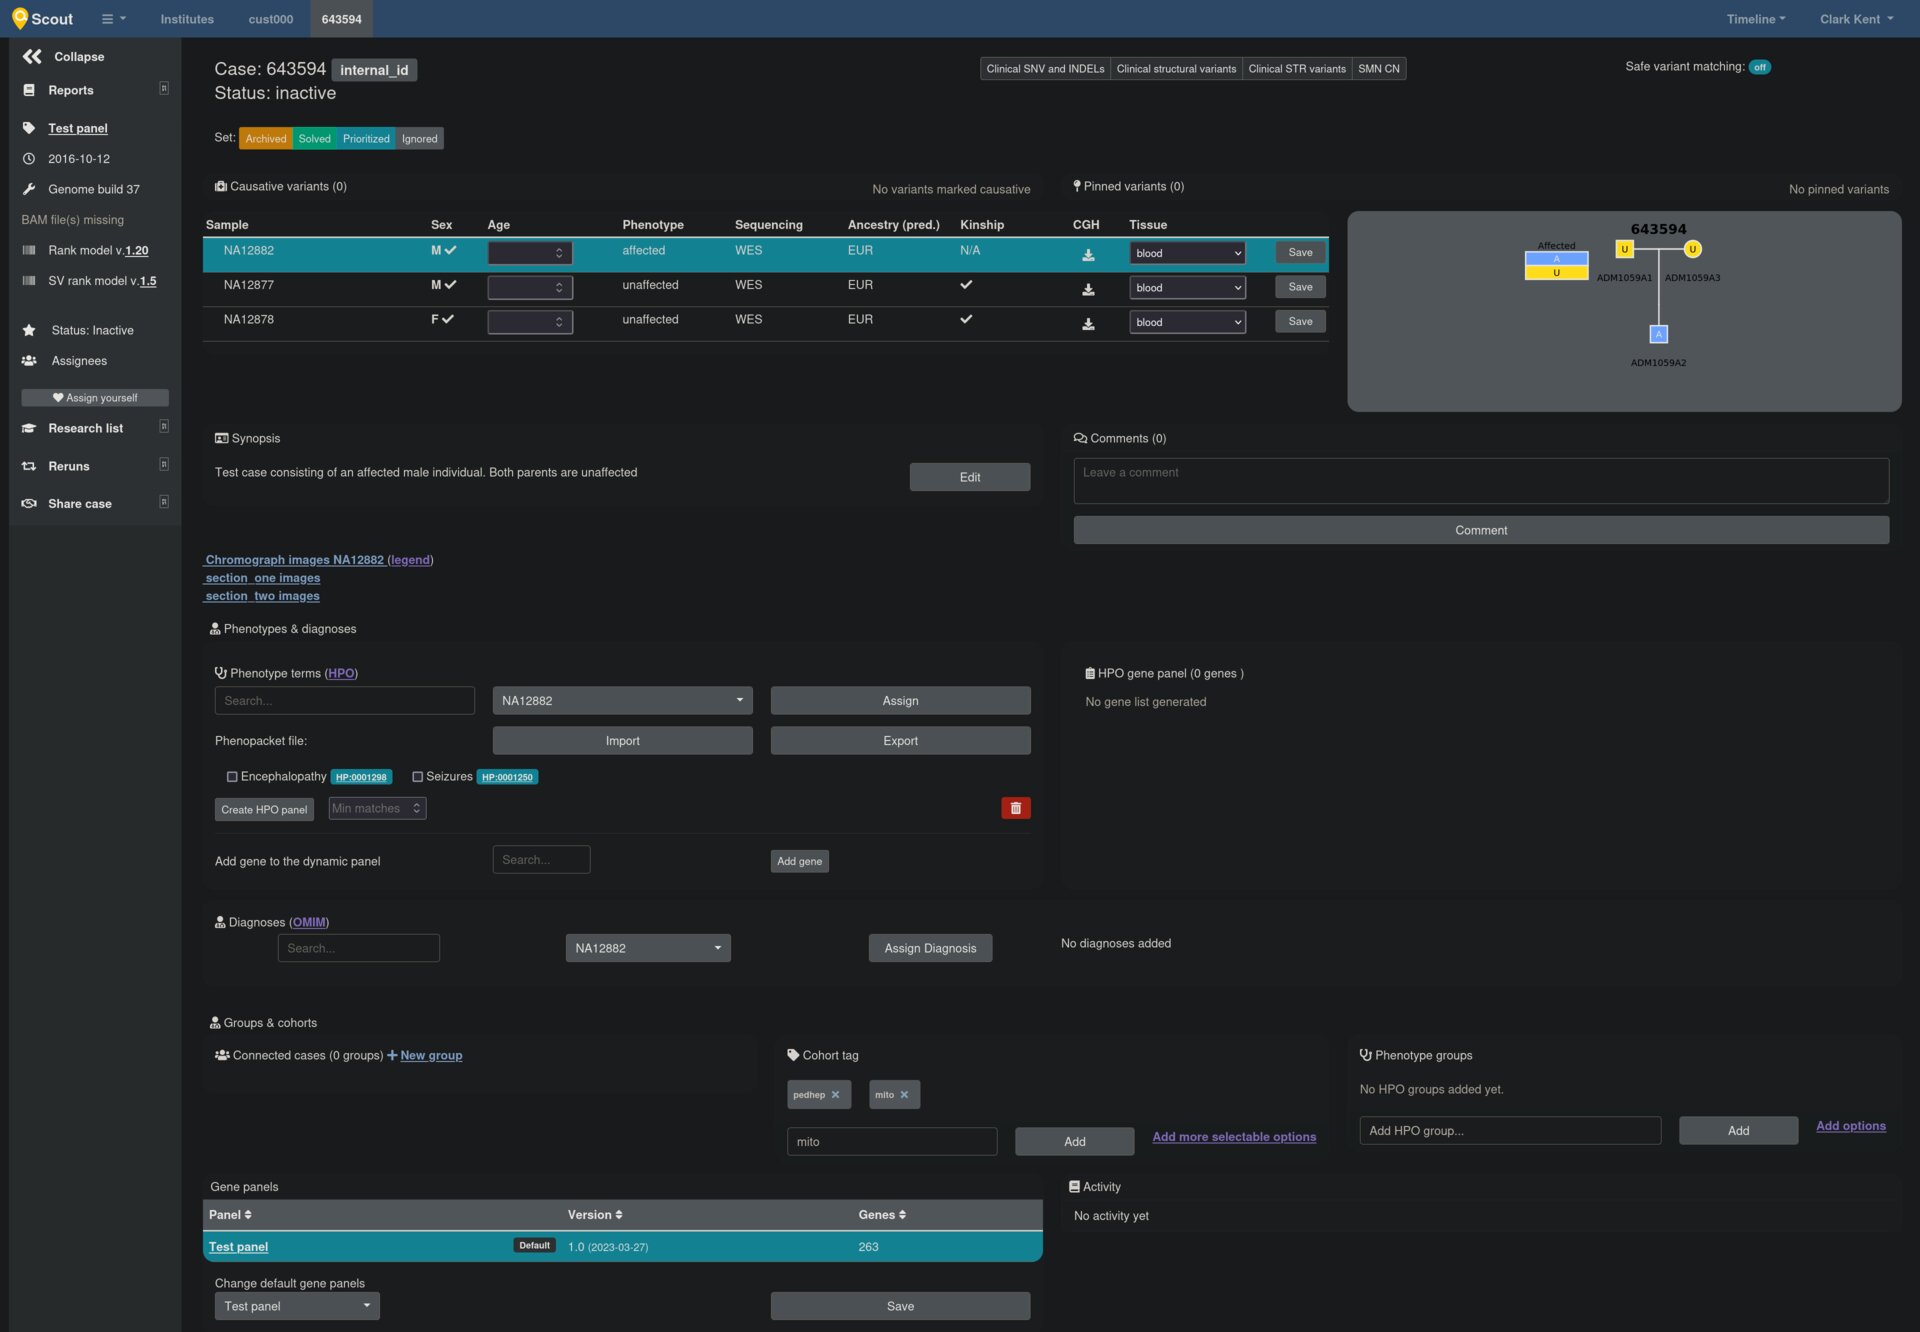 Scout Institutes cust000 643594 Timeline Clark Kent
Collapse
Reports
Test panel
2016-10-12
Genome build 37
BAM file(s) missing
Rank model v.1.20
SV rank model v.1.5
Status: Inactive
Assignees
Assign yourself
Research list
Reruns
Share case
Case: 643594 internal_id
Status: inactive
Clinical SNV and INDELs Clinical structural variants Clinical STR variants SMN CN
Safe variant matching: off
Set: Archived Solved Prioritized Ignored
Causative variants (0)
No variants marked causative
Pinned variants (0)
No pinned variants
Sample Sex Age Phenotype Sequencing Ancestry (pred.) Kinship CGH Tissue
NA12882 M affected WES EUR N/A blood Save
NA12877 M unaffected WES EUR blood Save
NA12878 F unaffected WES EUR blood Save
643594
Affected
A
U
U U
ADM1059A1 ADM1059A3
A
ADM1059A2
Synopsis
Test case consisting of an affected male individual. Both parents are unaffected
Edit
Comments (0)
Leave a comment
Comment
Chromograph images NA12882 (legend)
section_one images
section_two images
Phenotypes & diagnoses
Phenotype terms (HPO)
Search... NA12882 Assign
Phenopacket file: Import Export
Encephalopathy HP:0001298 Seizures HP:0001250
Create HPO panel Min matches
Add gene to the dynamic panel Search... Add gene
HPO gene panel (0 genes )
No gene list generated
Diagnoses (OMIM)
Search... NA12882 Assign Diagnosis
No diagnoses added
Groups & cohorts
Connected cases (0 groups) + New group
Cohort tag
pedhep × mito ×
mito Add Add more selectable options
Phenotype groups
No HPO groups added yet.
Add HPO group... Add Add options
Gene panels
Panel Version Genes
Test panel Default 1.0 (2023-03-27) 263
Change default gene panels
Test panel Save
Activity
No activity yet